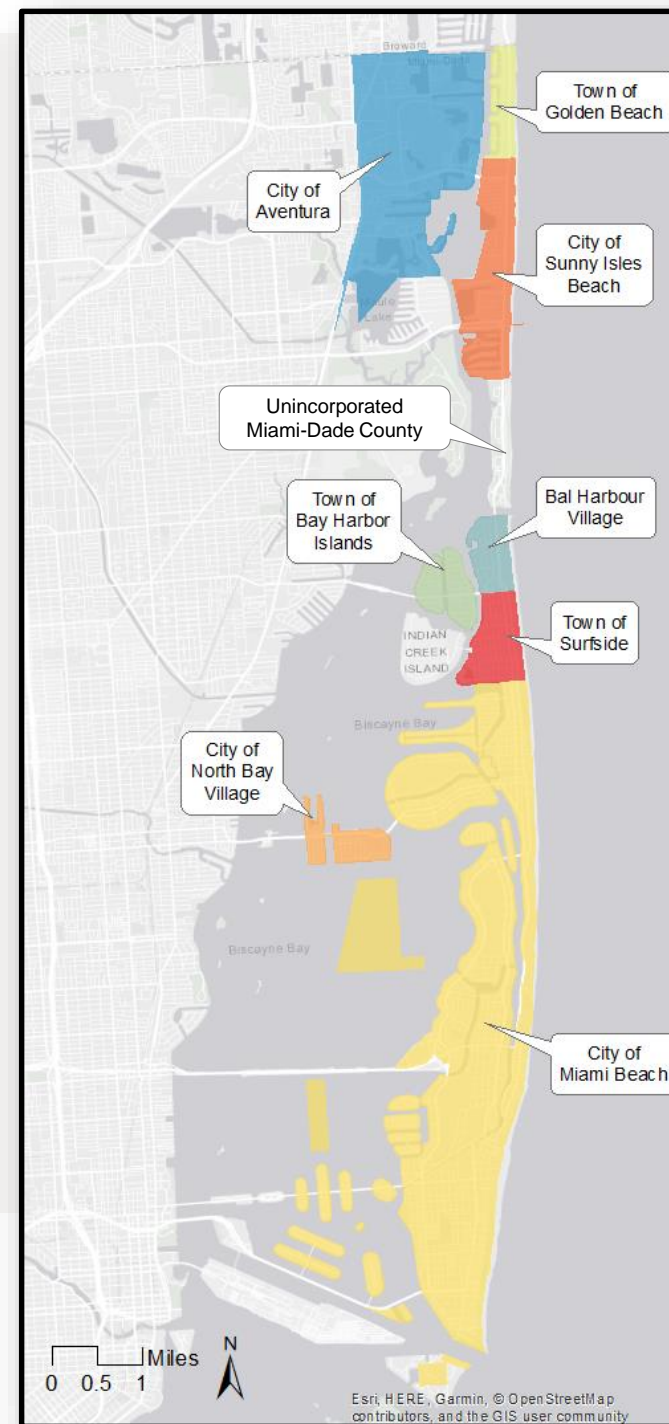 Broward
Miami-Dade
Town of
Golden Beach
City of
Aventura
City of
Sunny Isles
Beach
Maule
Lake
Unincorporated
Miami-Dade County
Town of
Bay Harbor
Islands
Bal Harbour
Village
Town of
Surfside
INDIAN
CREEK
ISLAND
Biscayne Bay
City of
North Bay
Village
Biscayne Bay
City of
Miami Beach
Miles
0 0.5 1
N
Esri, HERE, Garmin, © OpenStreetMap
contributors, and the GIS user community